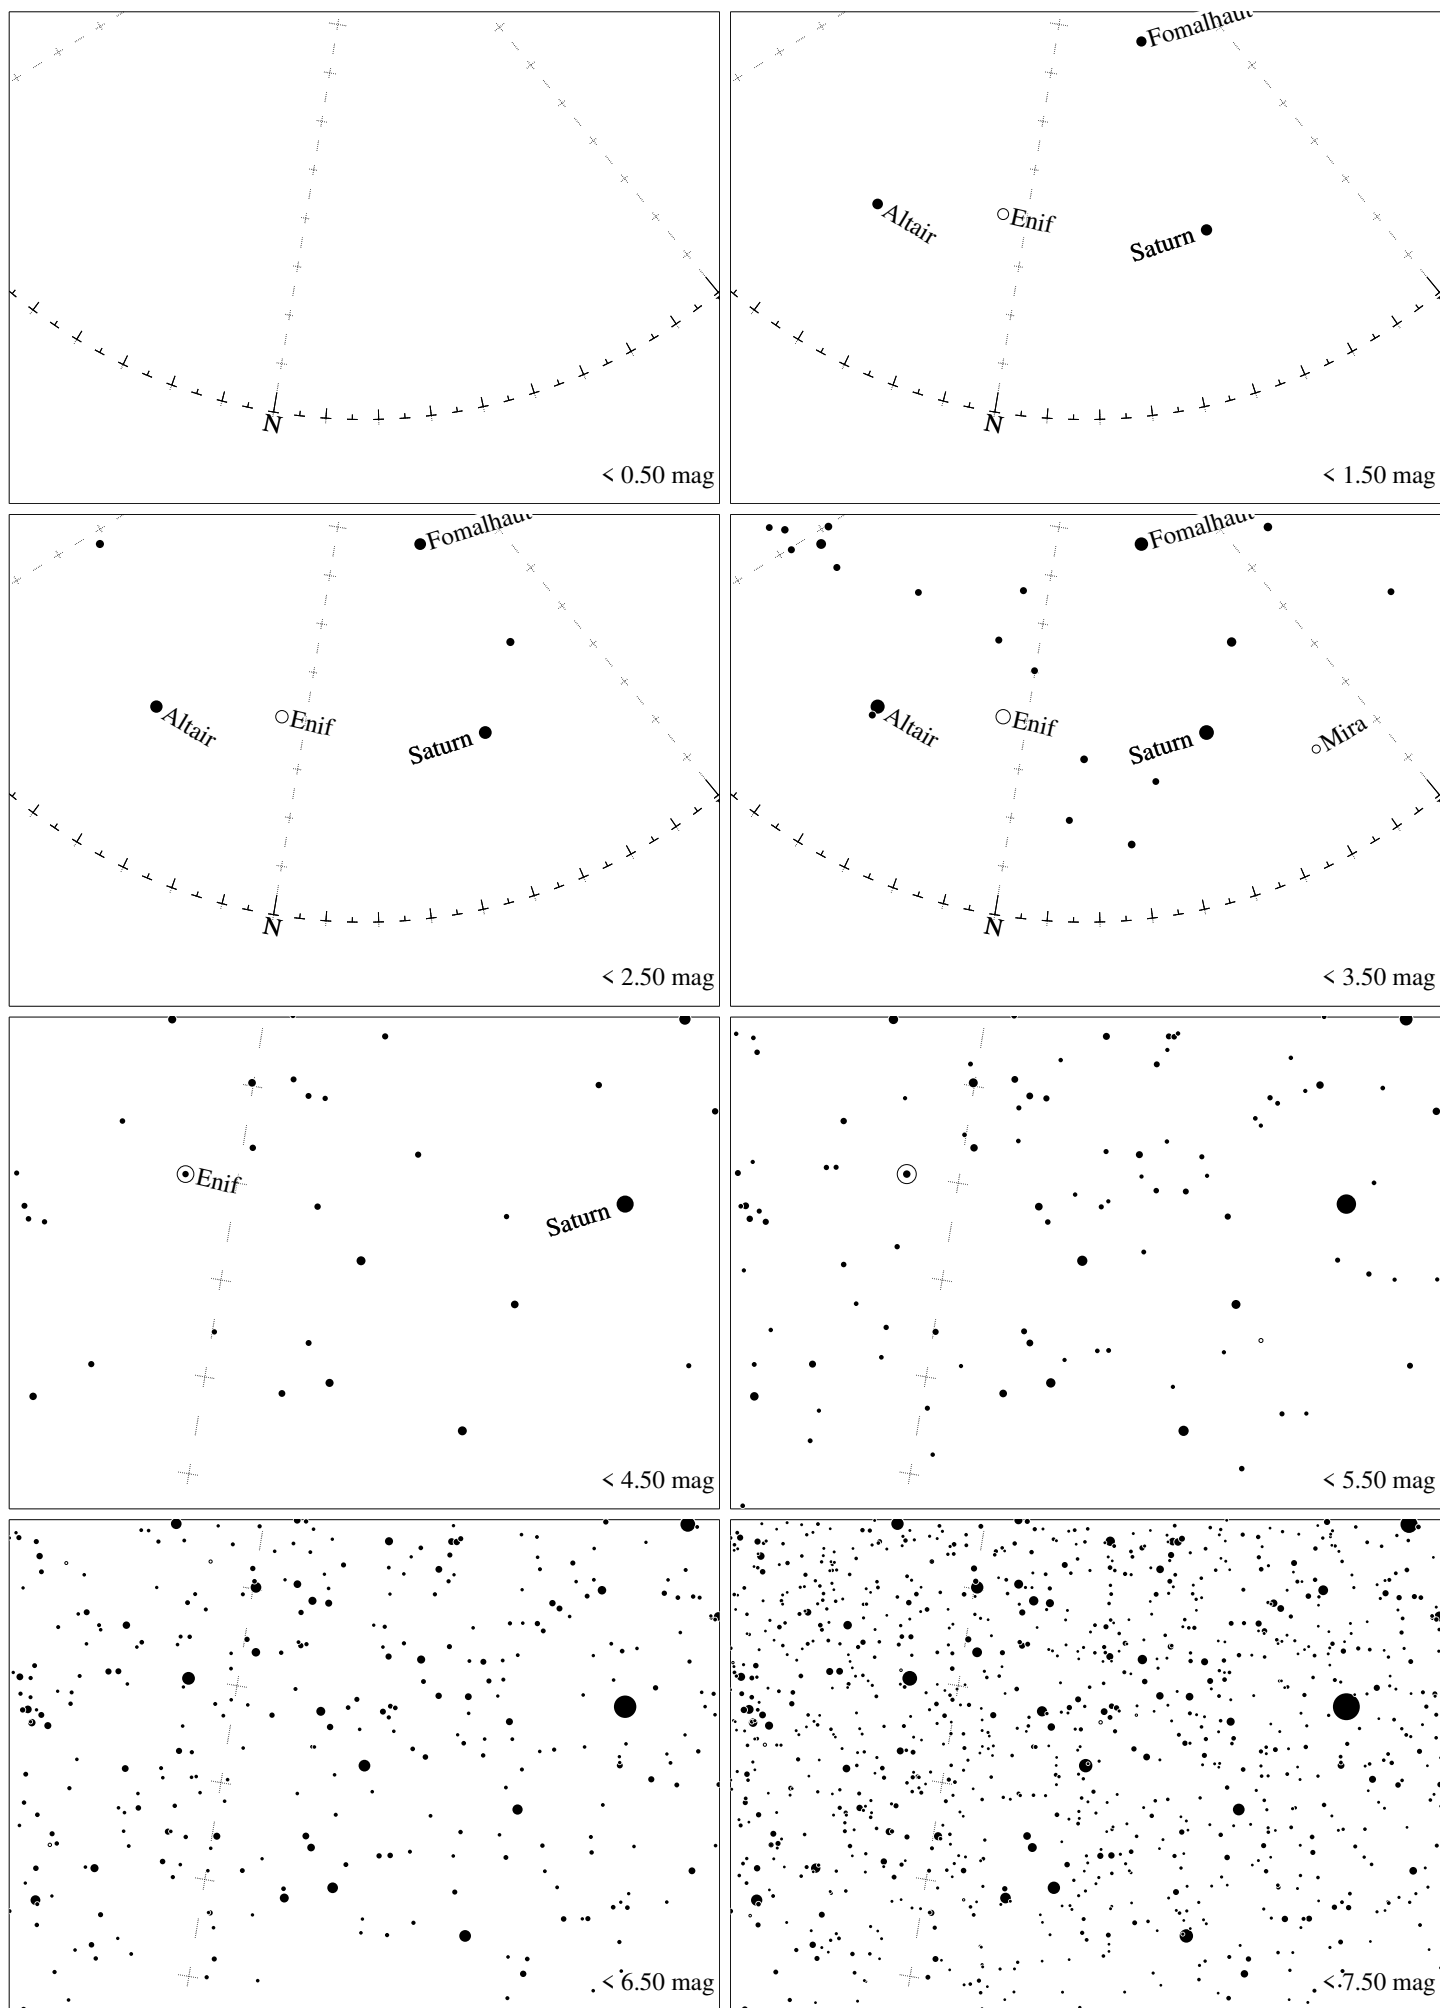 N
< 0.50 mag
Fomalhaut
Altair
Enif
Saturn
N
< 1.50 mag
Fomalhaut
Altair
Enif
Saturn
N
< 2.50 mag
Fomalhaut
Altair
Enif
Saturn
Mira
N
< 3.50 mag
Enif
Saturn
< 4.50 mag
< 5.50 mag
< 6.50 mag
< 7.50 mag